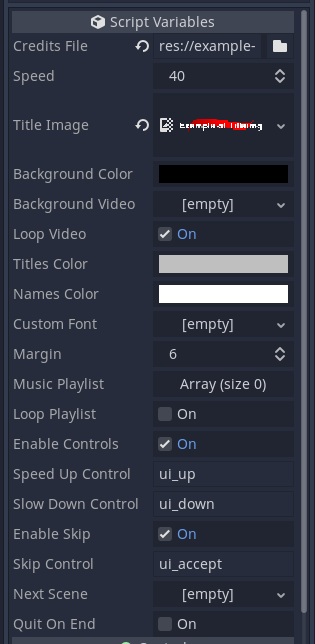 Script Variables
Credits File res://example-
Speed 40
Title Image
Background Color
Background Video [empty]
Loop Video On
Titles Color
Names Color
Custom Font [empty]
Margin 6
Music Playlist Array (size 0)
Loop Playlist On
Enable Controls On
Speed Up Control ui_up
Slow Down Control ui_down
Enable Skip On
Skip Control ui_accept
Next Scene [empty]
Quit On End On